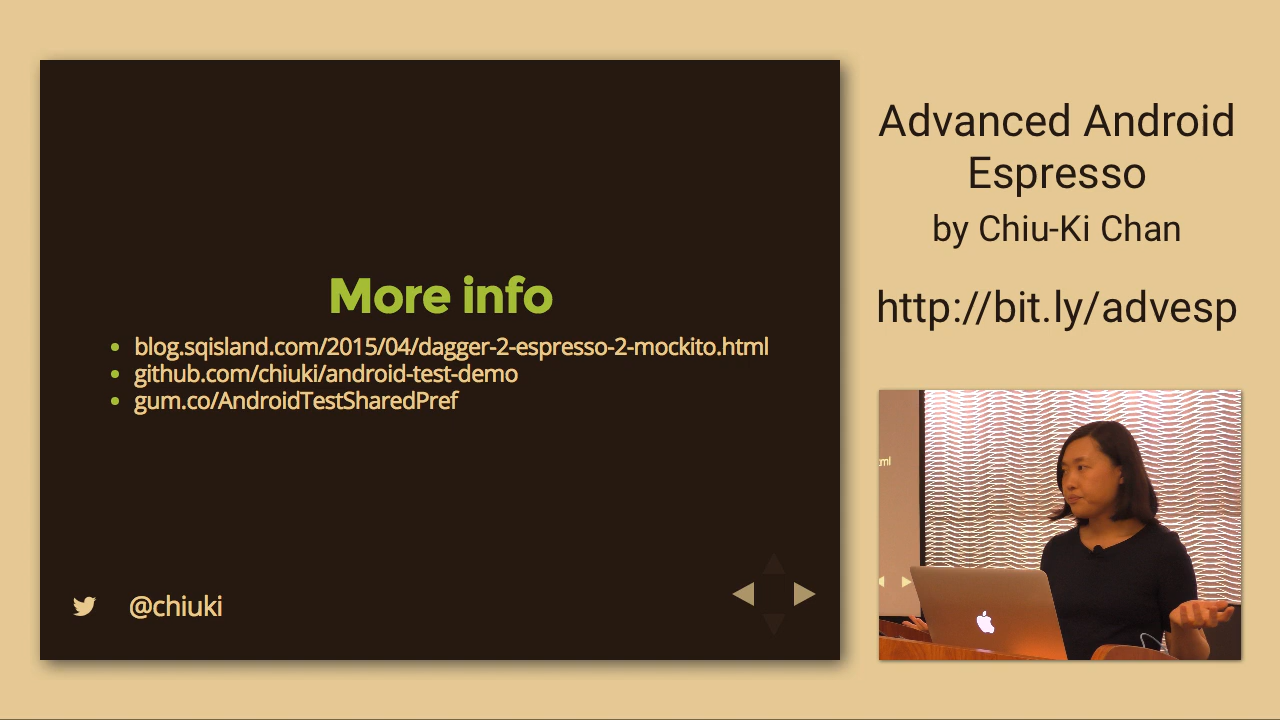 More info
blog.sqisland.com/2015/04/dagger-2-espresso-2-mockito.html
github.com/chiuki/android-test-demo
gum.co/AndroidTestSharedPref
@chiuki
Advanced Android
Espresso
by Chiu-Ki Chan
http://bit.ly/advesp